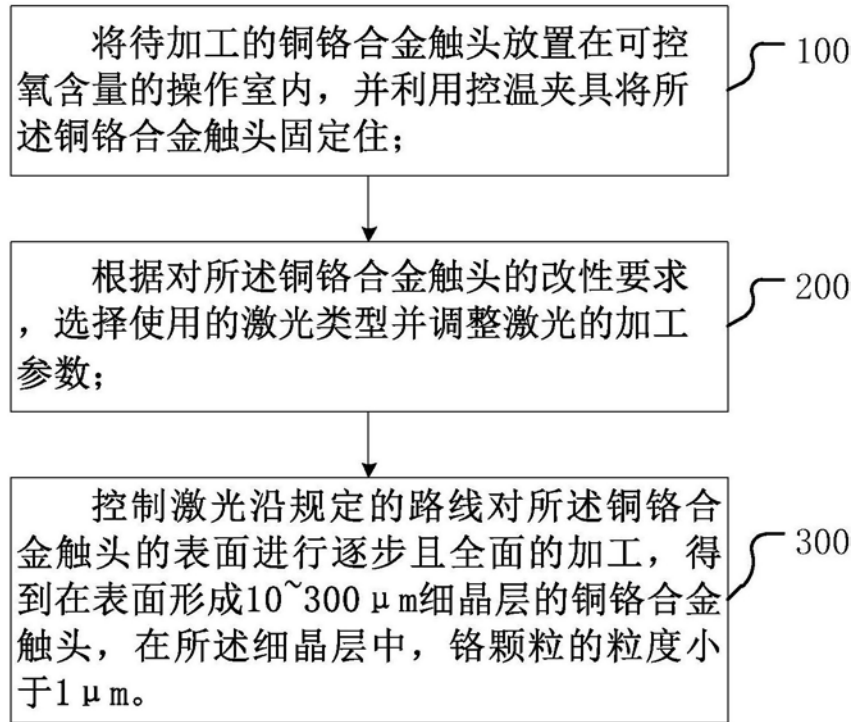 将待加工的铜铬合金触头放置在可控
氧含量的操作室内，并利用控温夹具将所
述铜铬合金触头固定住；
100
根据对所述铜铬合金触头的改性要求
，选择使用的激光类型并调整激光的加工
参数；
200
控制激光沿规定的路线对所述铜铬合
金触头的表面进行逐步且全面的加工，得
到在表面形成10~300μm细晶层的铜铬合金
触头，在所述细晶层中，铬颗粒的粒度小
于1μm。
300